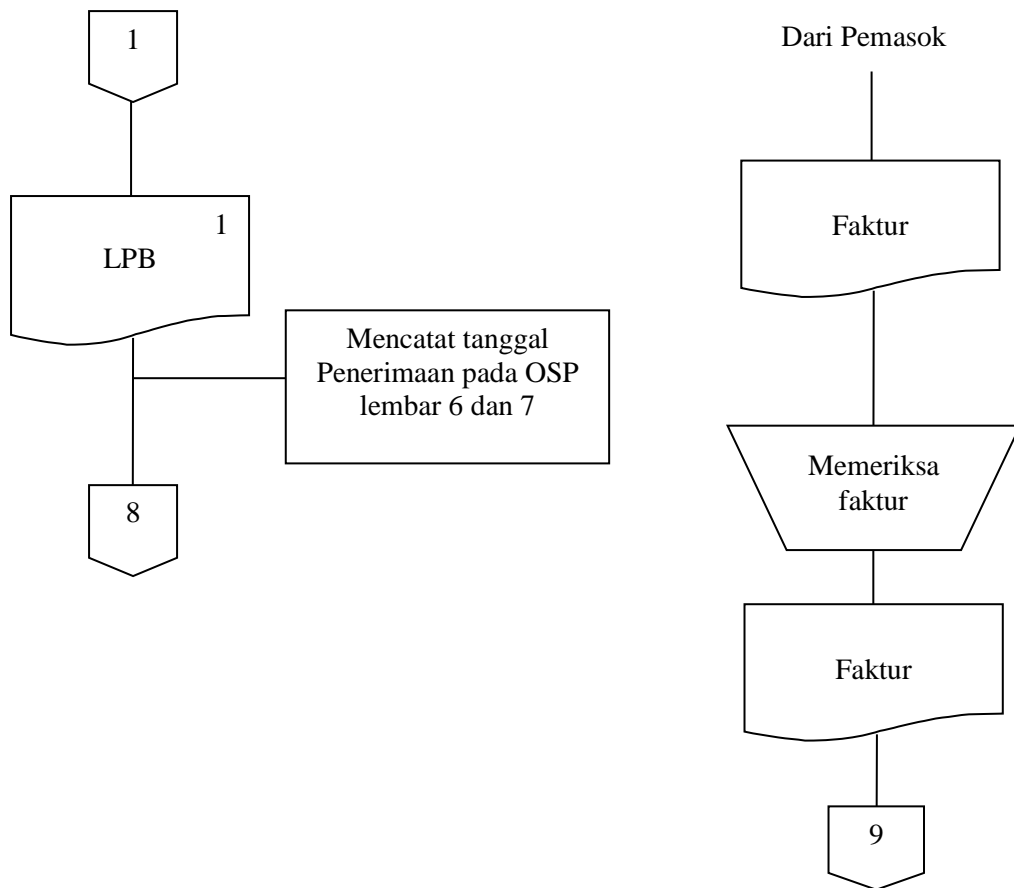 1
1
LPB
Mencatat tanggal
Penerimaan pada OSP
lembar 6 dan 7
8
Dari Pemasok
Faktur
Memeriksa
faktur
Faktur
9